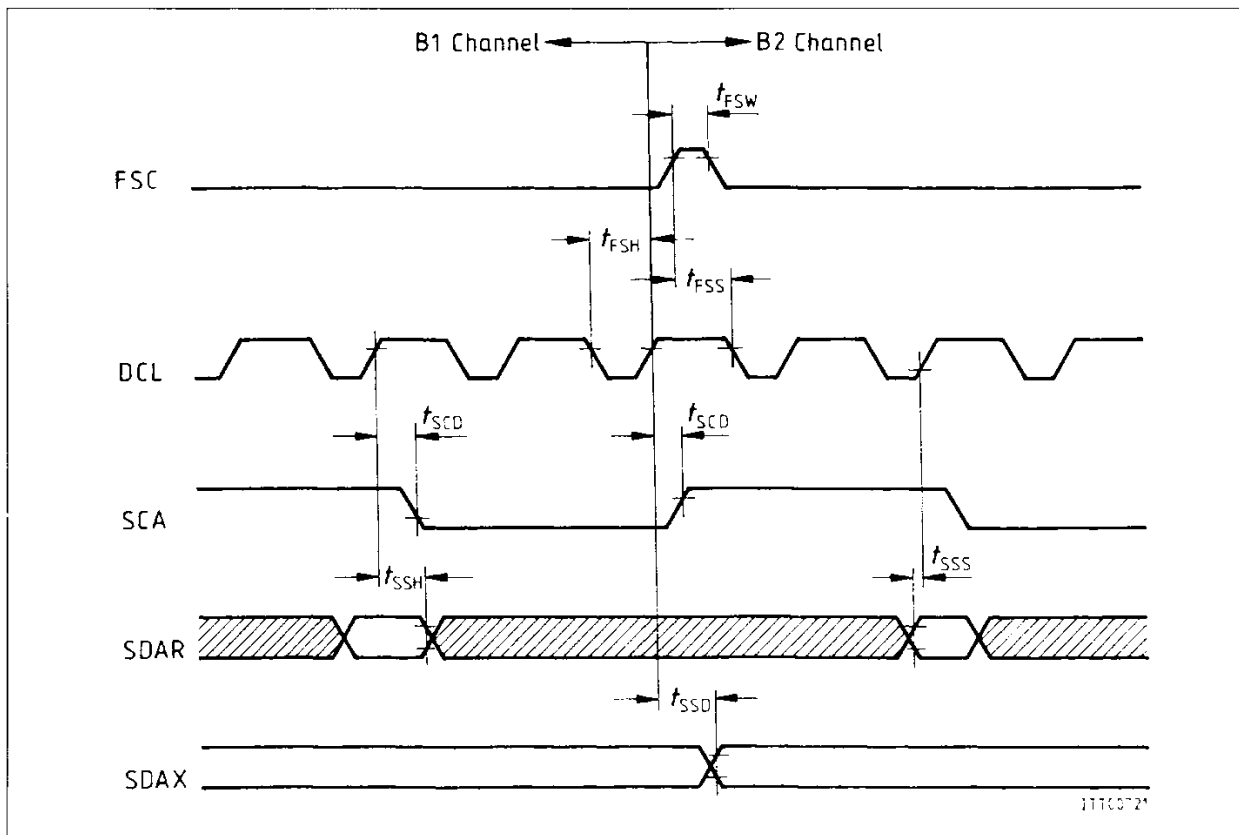 B1 Channel B2 Channel
tFSW
FSC
tFSH
tFSS
DCL
tSCD tSCD
SCA
tSSH tSSS
SDAR
tSSD
SDAX